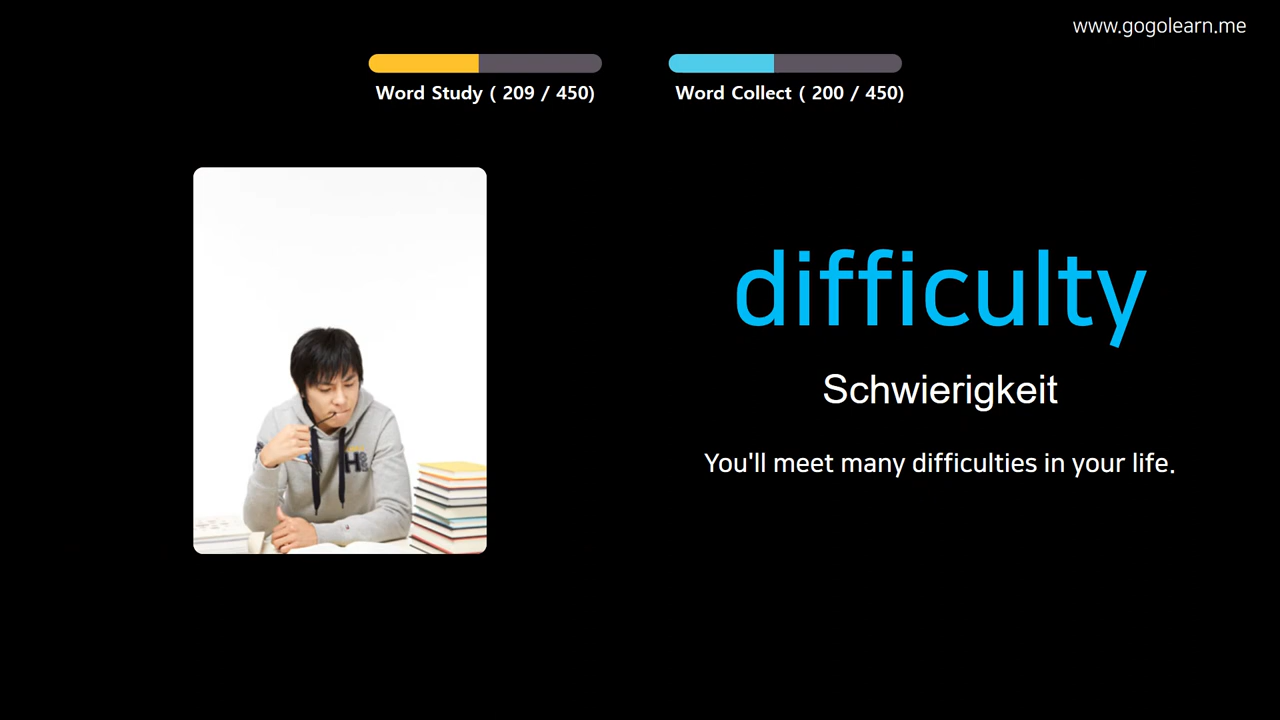 www.gogolearn.me
Word Study ( 209 / 450)
Word Collect ( 200 / 450)
difficulty
Schwierigkeit
You'll meet many difficulties in your life.
H